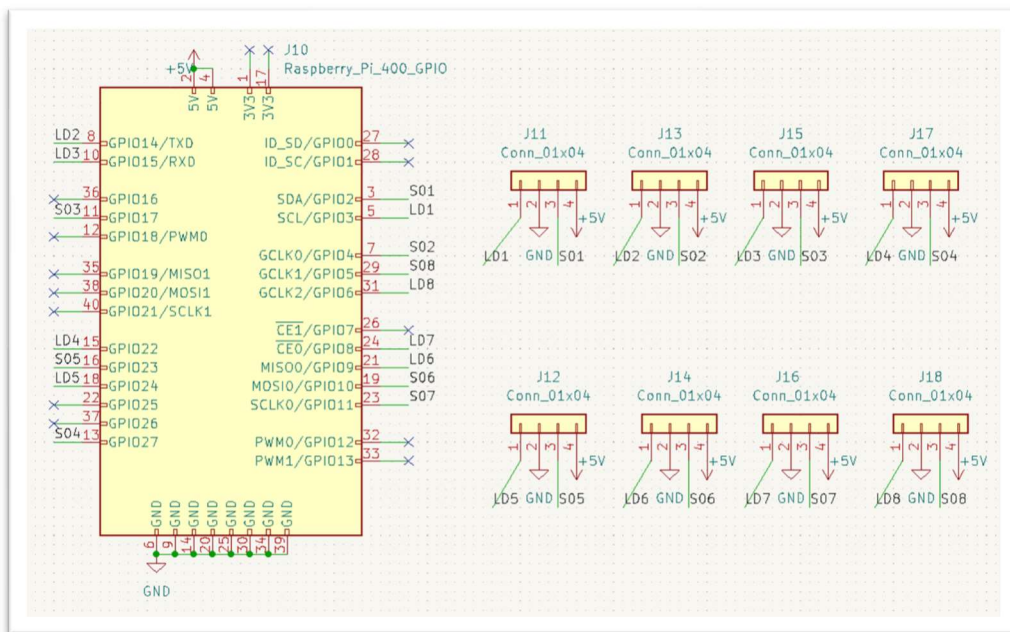 J10
Raspberry_Pi_400_GPIO
+5V
2 4 1 17
5V 5V 3V3 3V3
LD2 8 GPIO14/TXD ID_SD/GPIO0 27
LD3 10 GPIO15/RXD ID_SC/GPIO1 28
36 GPIO16 SDA/GPIO2 3 S01
S03 11 GPIO17 SCL/GPIO3 5 LD1
12 GPIO18/PWM0
GCLK0/GPIO4 7 S02
35 GPIO19/MISO1 GCLK1/GPIO5 29 S08
38 GPIO20/MOSI1 GCLK2/GPIO6 31 LD8
40 GPIO21/SCLK1
CE1/GPIO7 26
LD4 15 GPIO22 CE0/GPIO8 24 LD7
S05 16 GPIO23 MISO0/GPIO9 21 LD6
LD5 18 GPIO24 MOSI0/GPIO10 19 S06
22 GPIO25 SCLK0/GPIO11 23 S07
37 GPIO26
S04 13 GPIO27 PWM0/GPIO12 32
PWM1/GPIO13 33
GND GND GND GND GND GND GND GND
6 9 14 20 25 30 34 39
GND
J11 J13 J15 J17
Conn_01x04 Conn_01x04 Conn_01x04 Conn_01x04
1 2 3 4 1 2 3 4 1 2 3 4 1 2 3 4
+5V +5V +5V +5V
LD1 GND S01 LD2 GND S02 LD3 GND S03 LD4 GND S04
J12 J14 J16 J18
Conn_01x04 Conn_01x04 Conn_01x04 Conn_01x04
1 2 3 4 1 2 3 4 1 2 3 4 1 2 3 4
+5V +5V +5V +5V
LD5 GND S05 LD6 GND S06 LD7 GND S07 LD8 GND S08